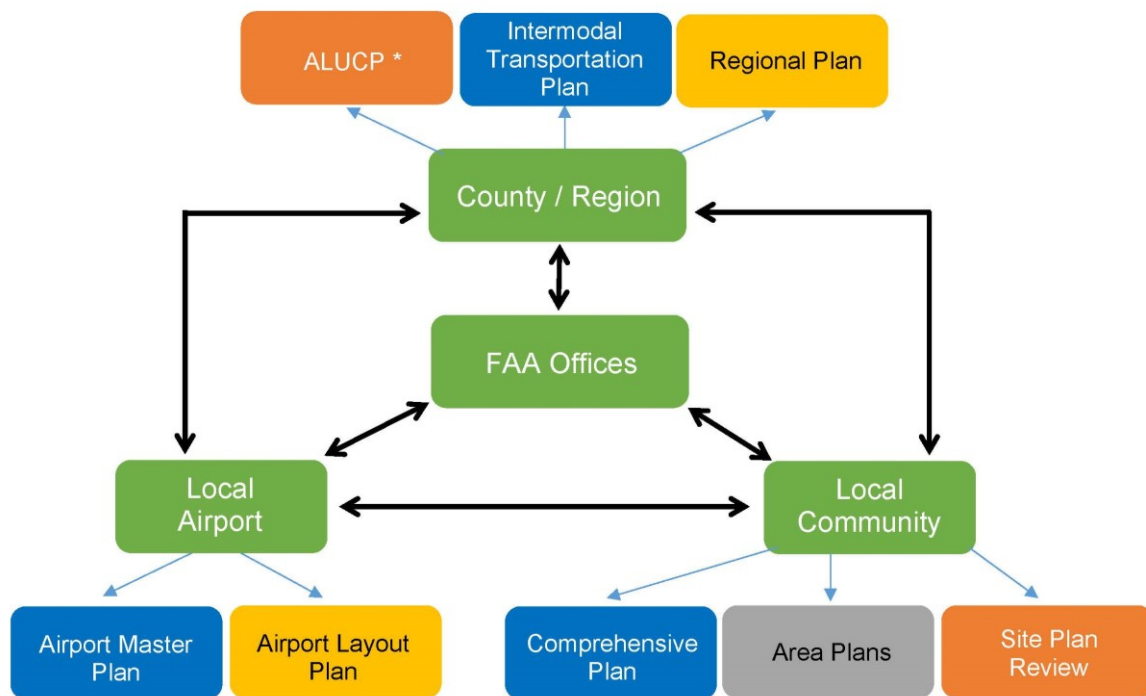 ALUCP *
Intermodal
Transportation
Plan
Regional Plan
County / Region
FAA Offices
Local
Airport
Local
Community
Airport Master
Plan
Airport Layout
Plan
Comprehensive
Plan
Area Plans
Site Plan
Review